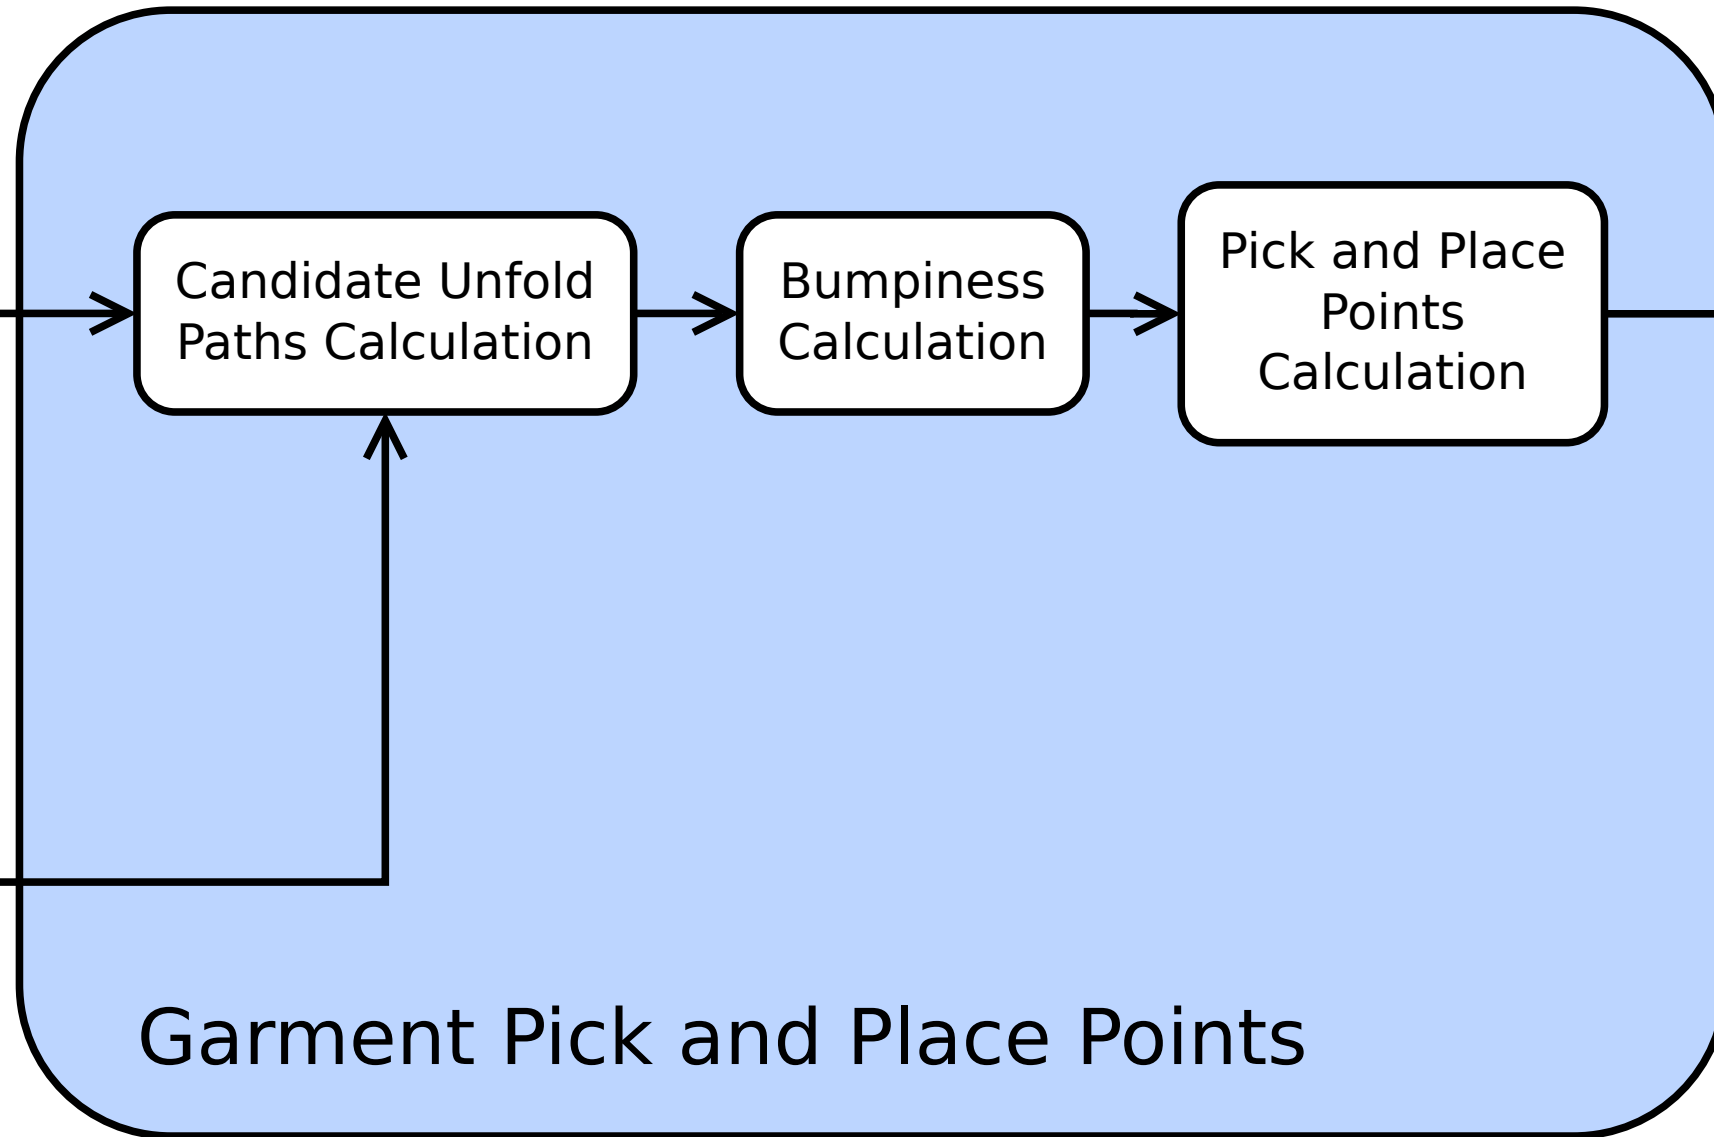 Candidate Unfold
Paths Calculation
Bumpiness
Calculation
Pick and Place
Points
Calculation
Garment Pick and Place Points